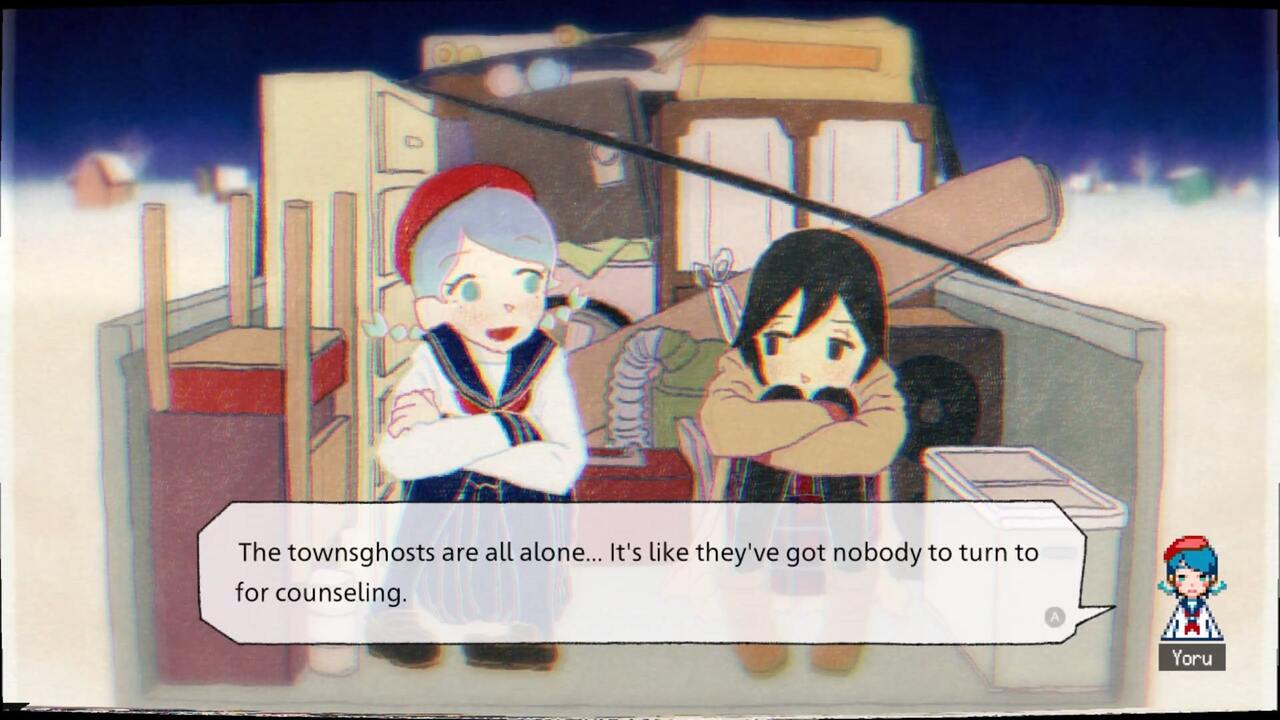 The townsghosts are all alone... It's like they've got nobody to turn to
for counseling.
A
Yoru